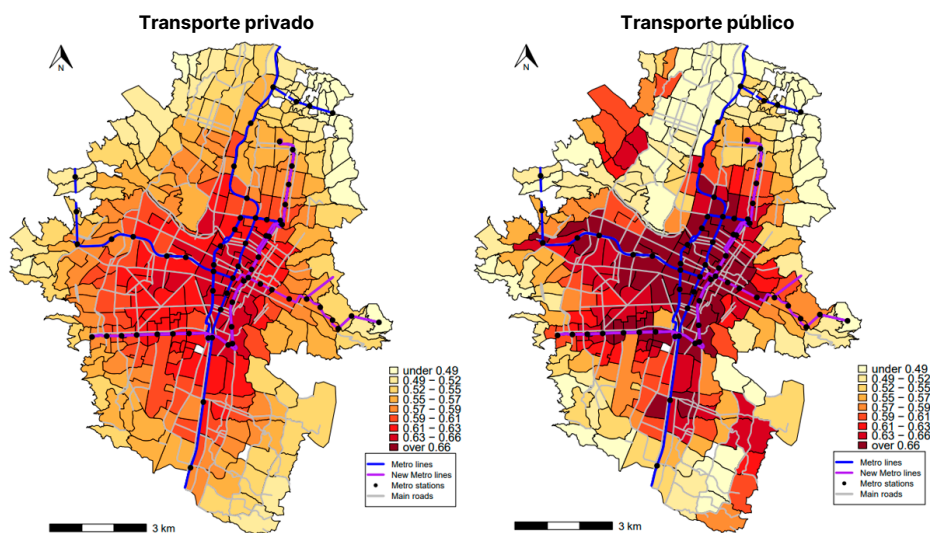 Transporte privado
N
under 0.49
0.49 – 0.52
0.52 – 0.55
0.55 – 0.57
0.57 – 0.59
0.59 – 0.61
0.61 – 0.63
0.63 – 0.66
over 0.66
Metro lines
New Metro lines
Metro stations
Main roads
3 km
Transporte público
N
under 0.49
0.49 – 0.52
0.52 – 0.55
0.55 – 0.57
0.57 – 0.59
0.59 – 0.61
0.61 – 0.63
0.63 – 0.66
over 0.66
Metro lines
New Metro lines
Metro stations
Main roads
3 km